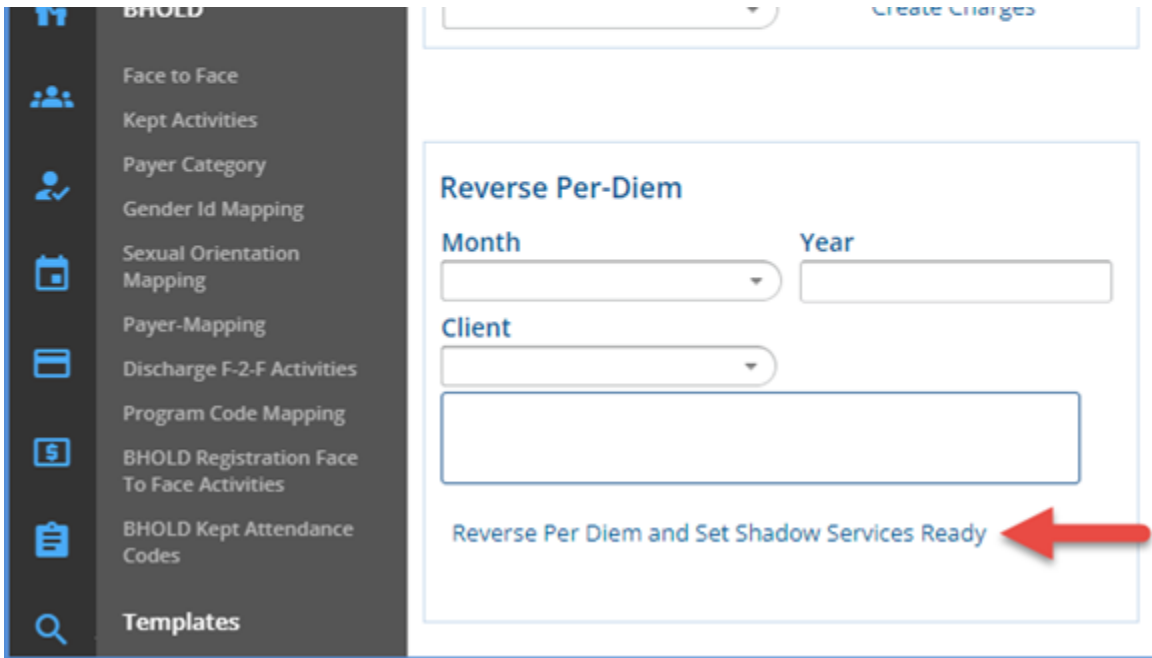 BHOLD
Create Charges
Face to Face
Kept Activities
Payer Category
Gender Id Mapping
Sexual Orientation
Mapping
Payer-Mapping
Discharge F-2-F Activities
Program Code Mapping
BHOLD Registration Face
To Face Activities
BHOLD Kept Attendance
Codes
Templates
Reverse Per-Diem
Month
Year
Client
Reverse Per Diem and Set Shadow Services Ready